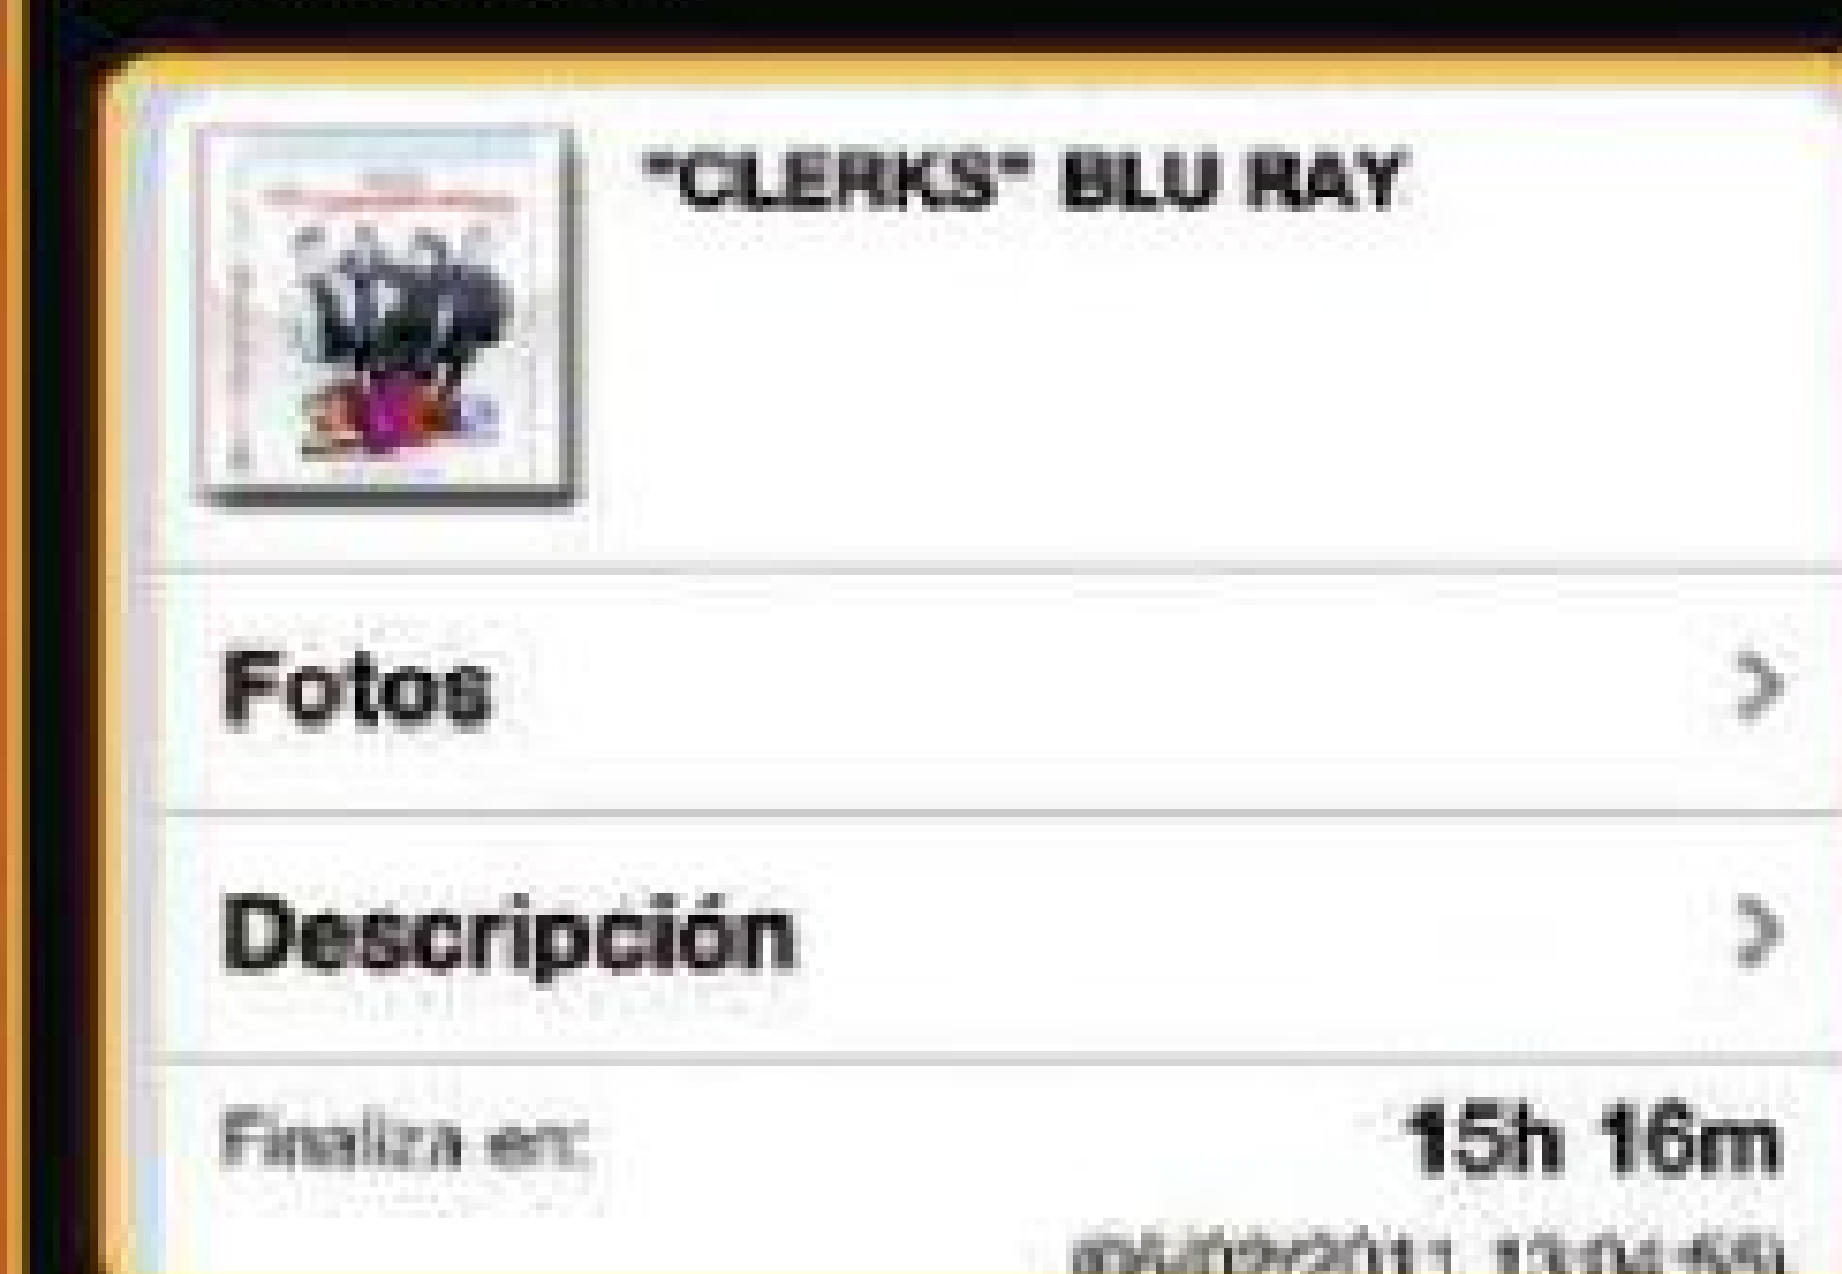 "CLERKS" BLU RAY
Fotos
Descripción
Finaliza en:
15h 16m